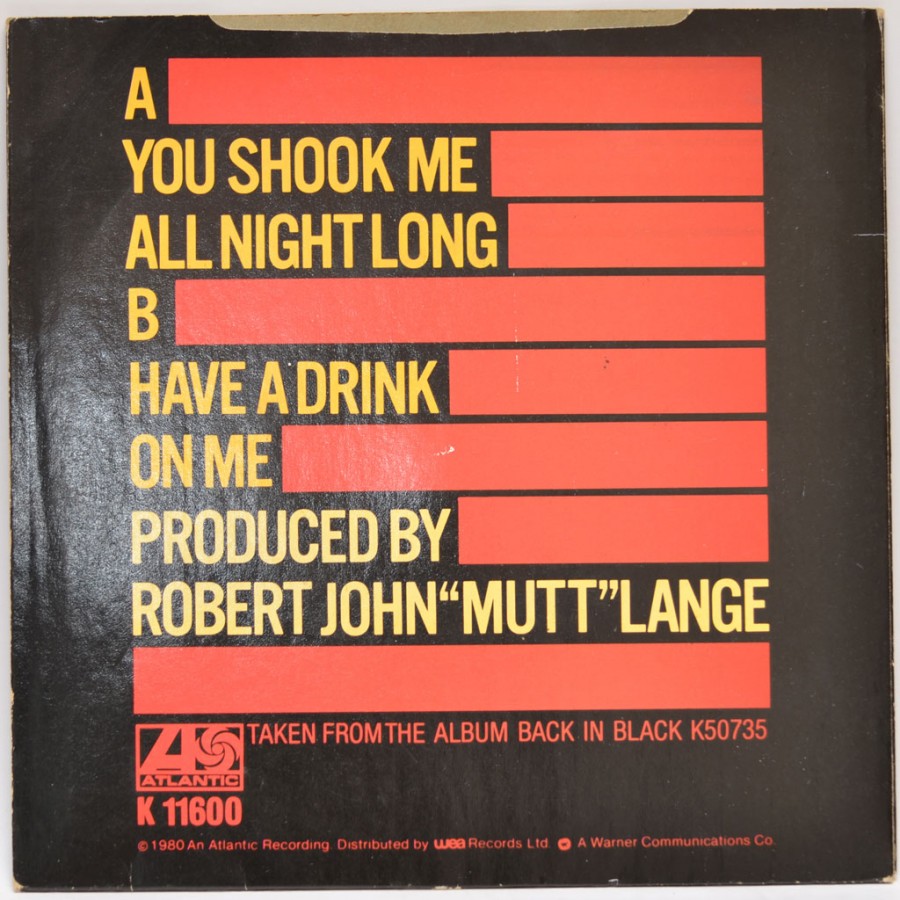 A
YOU SHOOK ME
ALL NIGHT LONG
B
HAVE A DRINK
ON ME
PRODUCED BY
ROBERT JOHN “MUTT” LANGE
TAKEN FROM THE ALBUM BACK IN BLACK K50735
ATLANTIC
K 11600
© 1980 An Atlantic Recording. Distributed by wea Records Ltd. A Warner Communications Co.